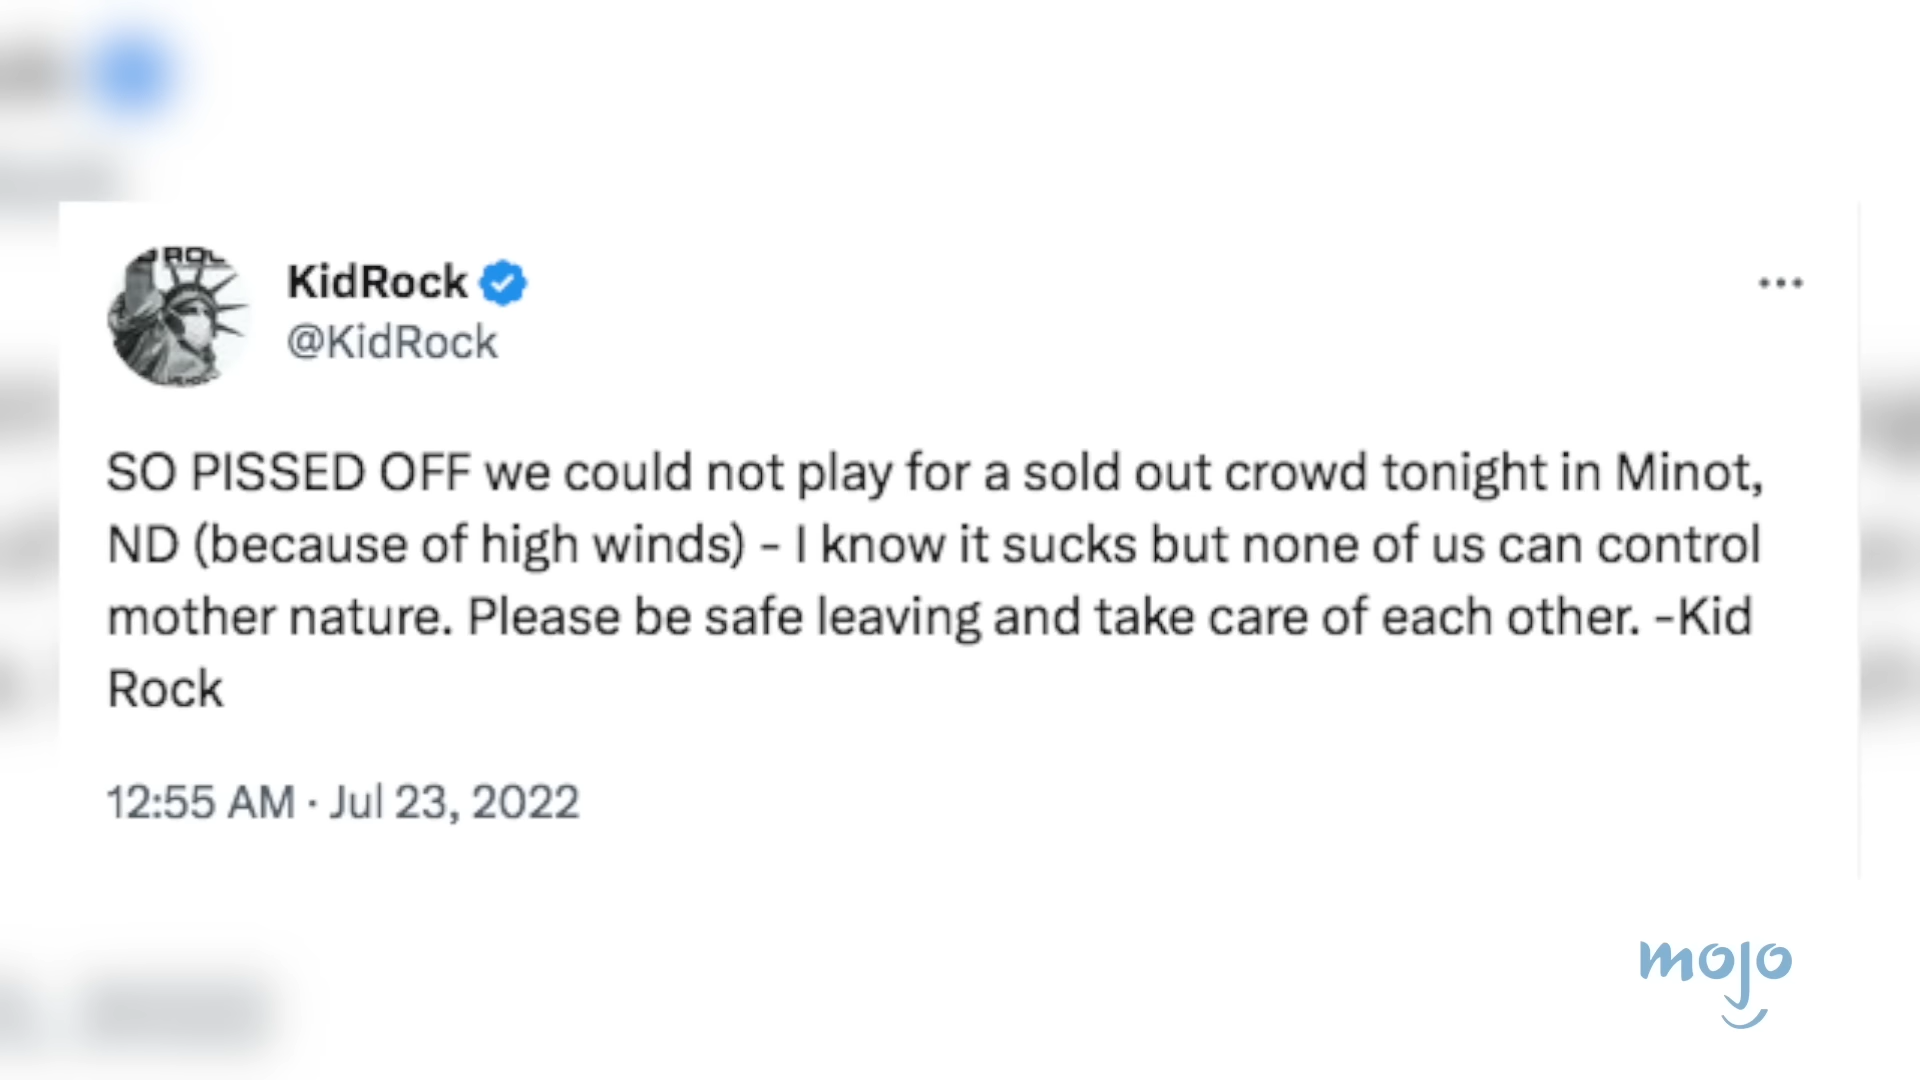 KidRock
@KidRock
SO PISSED OFF we could not play for a sold out crowd tonight in Minot,
ND (because of high winds) - I know it sucks but none of us can control
mother nature. Please be safe leaving and take care of each other. -Kid
Rock
12:55 AM · Jul 23, 2022
mojo